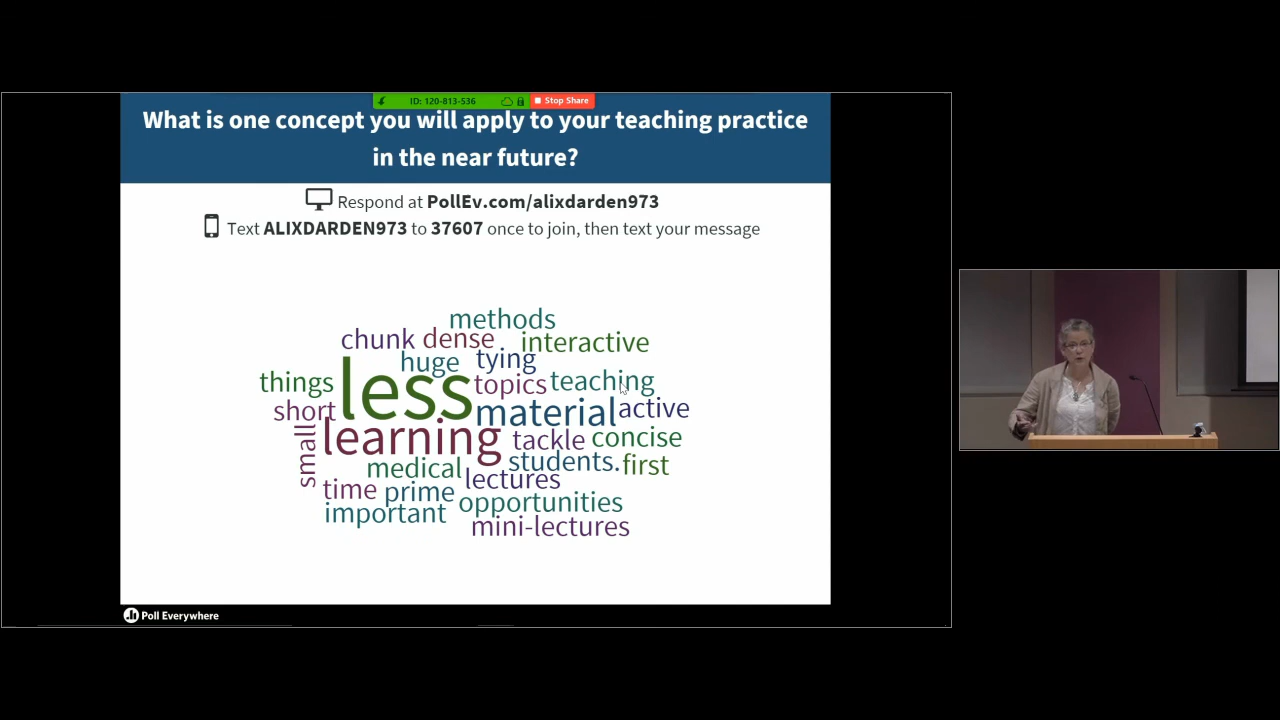 ID: 120-813-536 Stop Share
What is one concept you will apply to your teaching practice
in the near future?
Respond at PollEv.com/alixdarden973
Text ALIXDARDEN973 to 37607 once to join, then text your message
methods
chunk dense interactive
huge tying
things less topics teaching
short material active
small learning tackle concise
medical students. first
time prime lectures
important opportunities
mini-lectures
Poll Everywhere